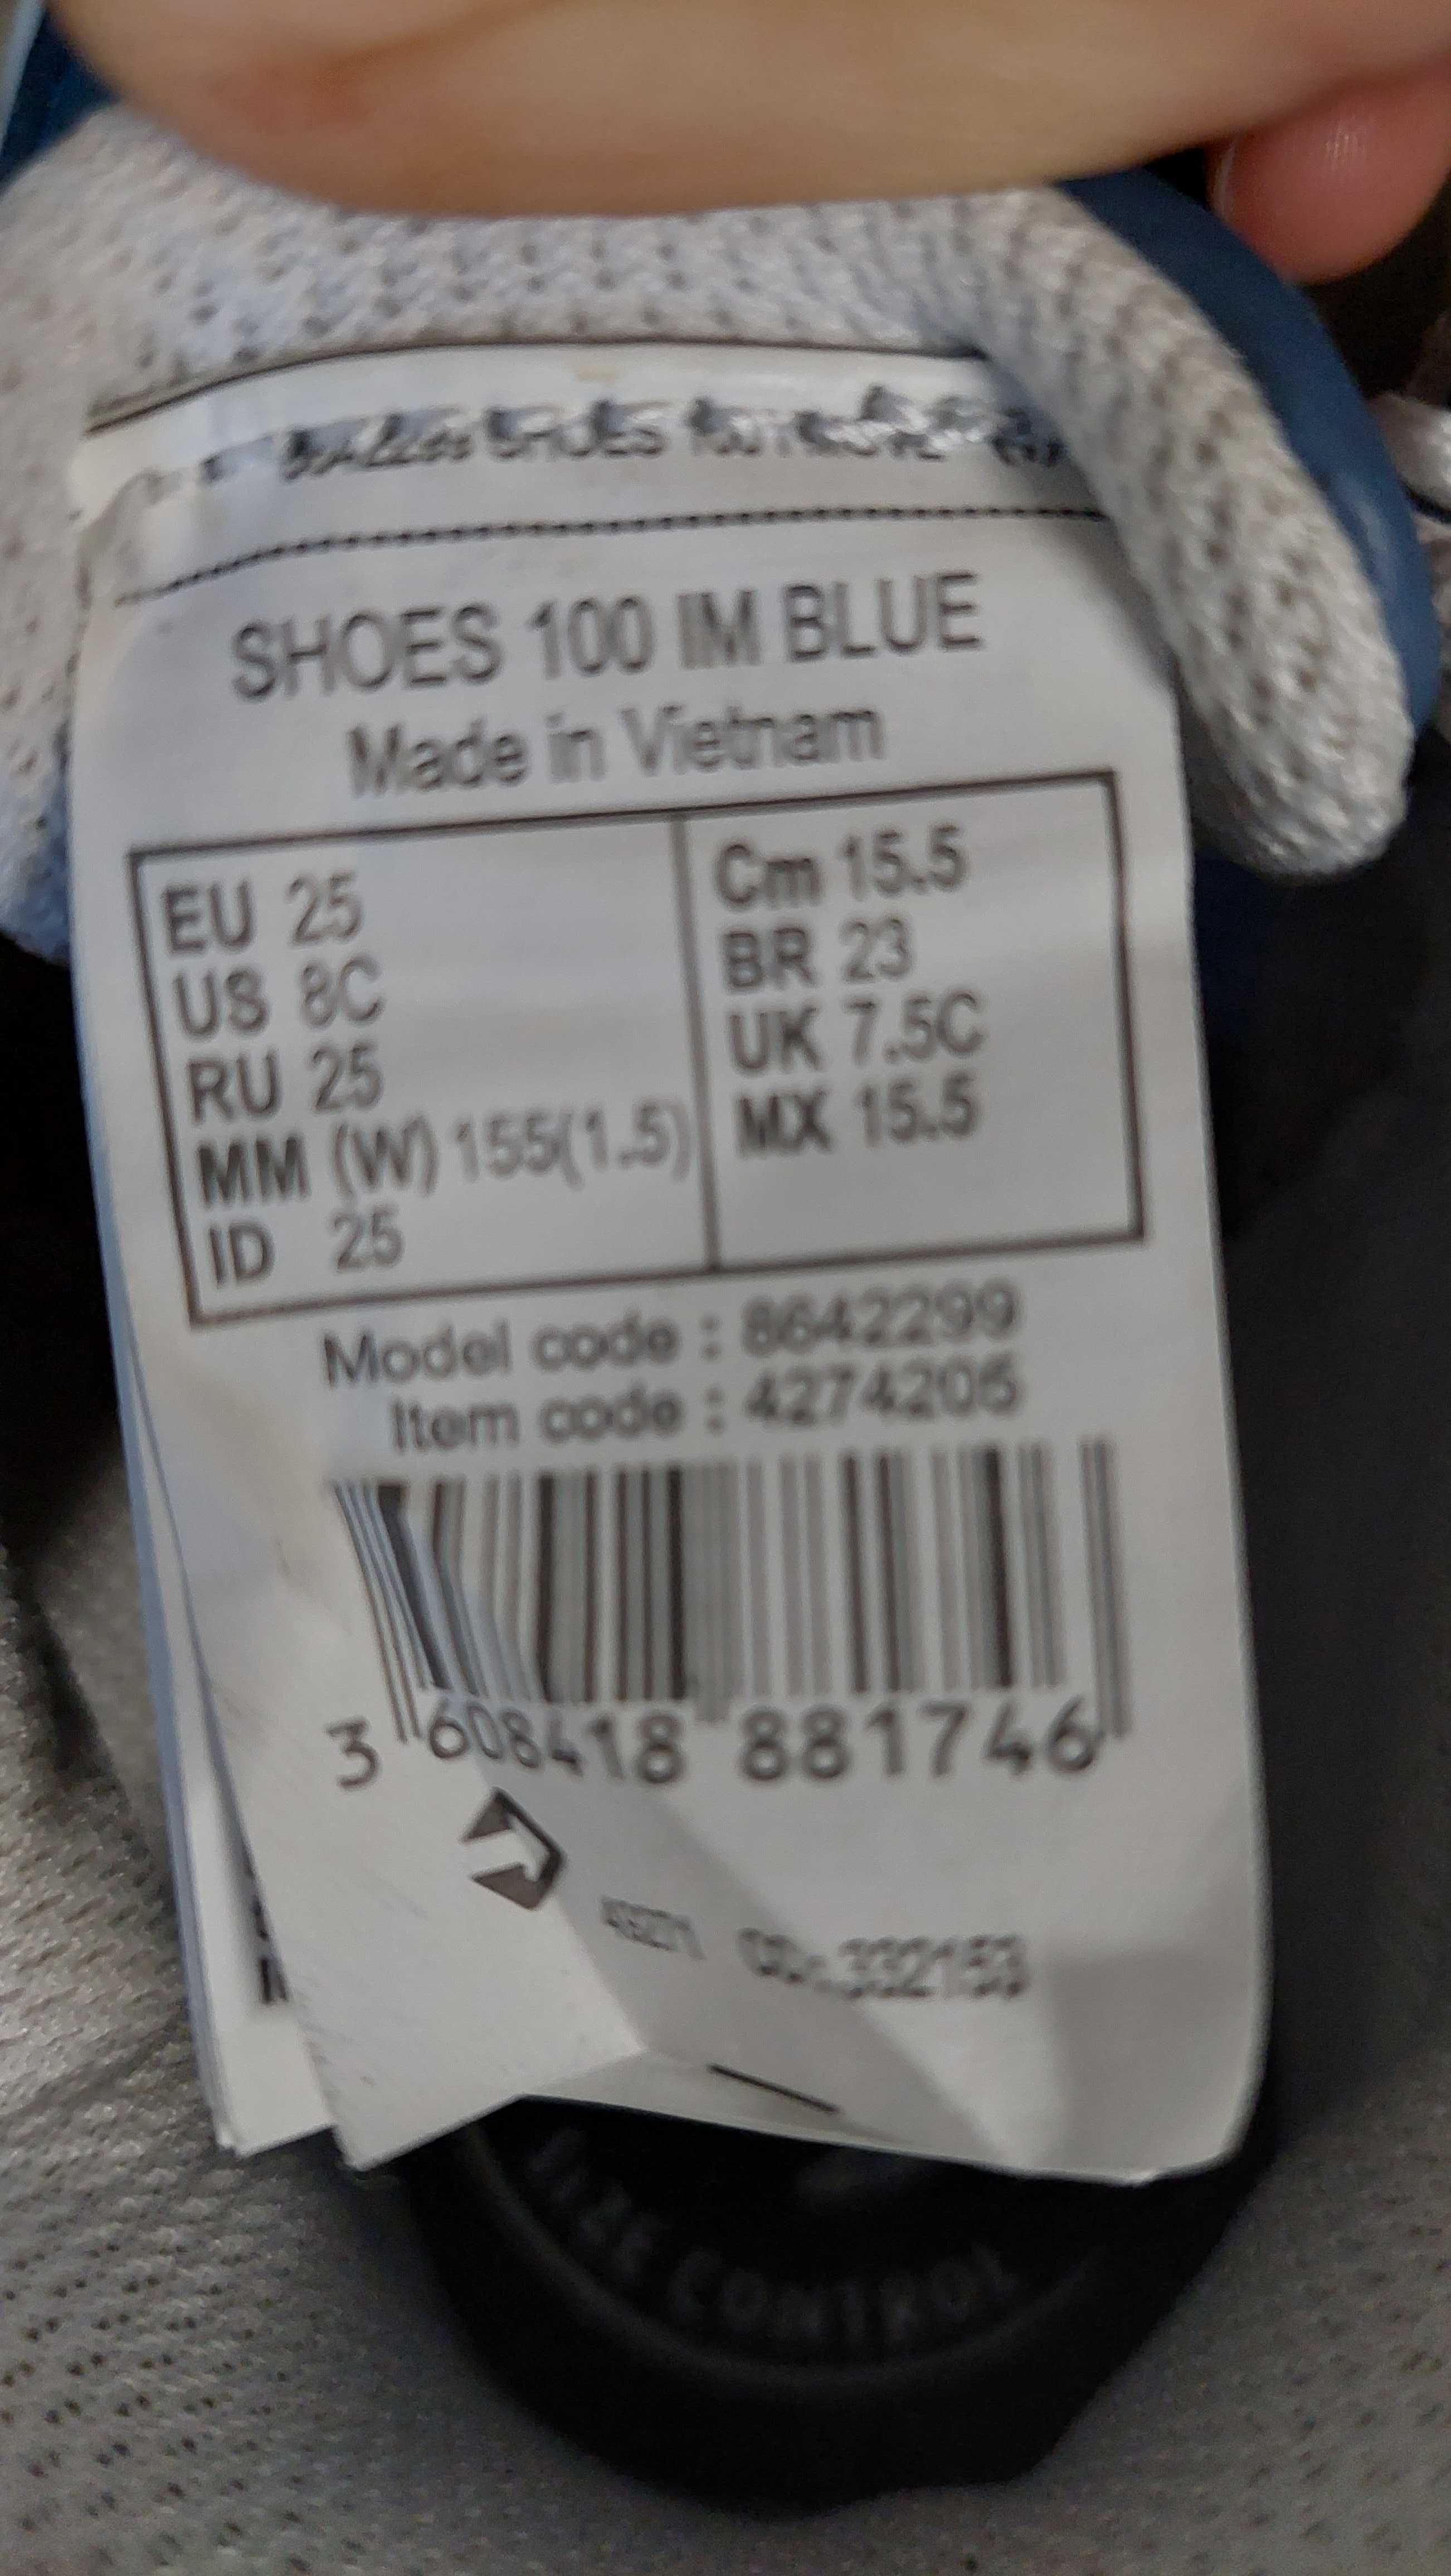 SHOES 100 IM BLUE
Made in Vietnam
EU 25
US 8C
RU 25
MM (W) 155(1.5)
ID 25
Cm 15.5
BR 23
UK 7.5C
MX 15.5
Model code : 8642299
Item code : 4274205
3 608418 881746
332153
CONTROL